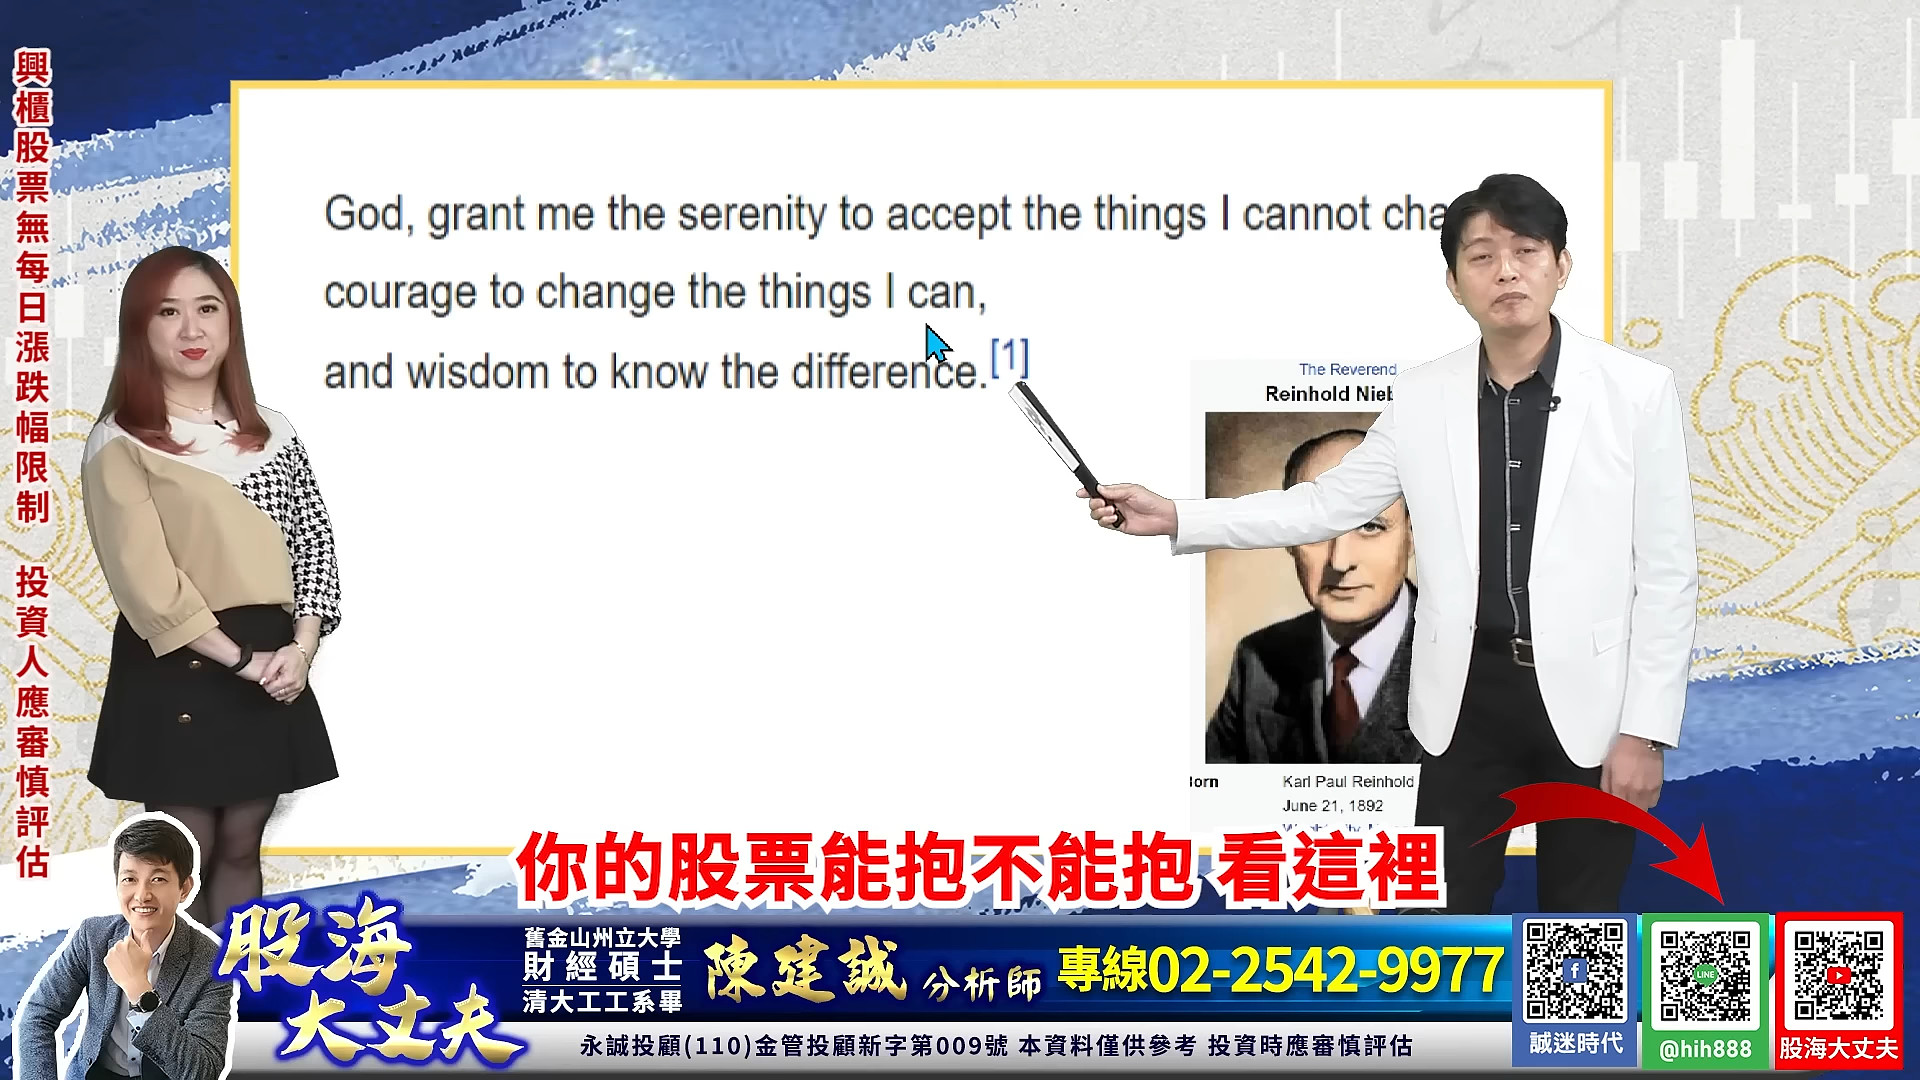 興櫃股票無每日漲跌幅限制 投資人應審慎評估
God, grant me the serenity to accept the things I cannot cha
courage to change the things I can,
and wisdom to know the difference.[1]
The Reverend
Reinhold Nieb
Born
Karl Paul Reinhold
June 21, 1892
你的股票能抱不能抱 看這裡
股海
大丈夫
舊金山州立大學
財經碩士
清大工工系畢
陳建誠 分析師
專線02-2542-9977
永誠投顧(110)金管投顧新字第009號 本資料僅供參考 投資時應審慎評估
誠迷時代
LINE
@hih888
股海大丈夫